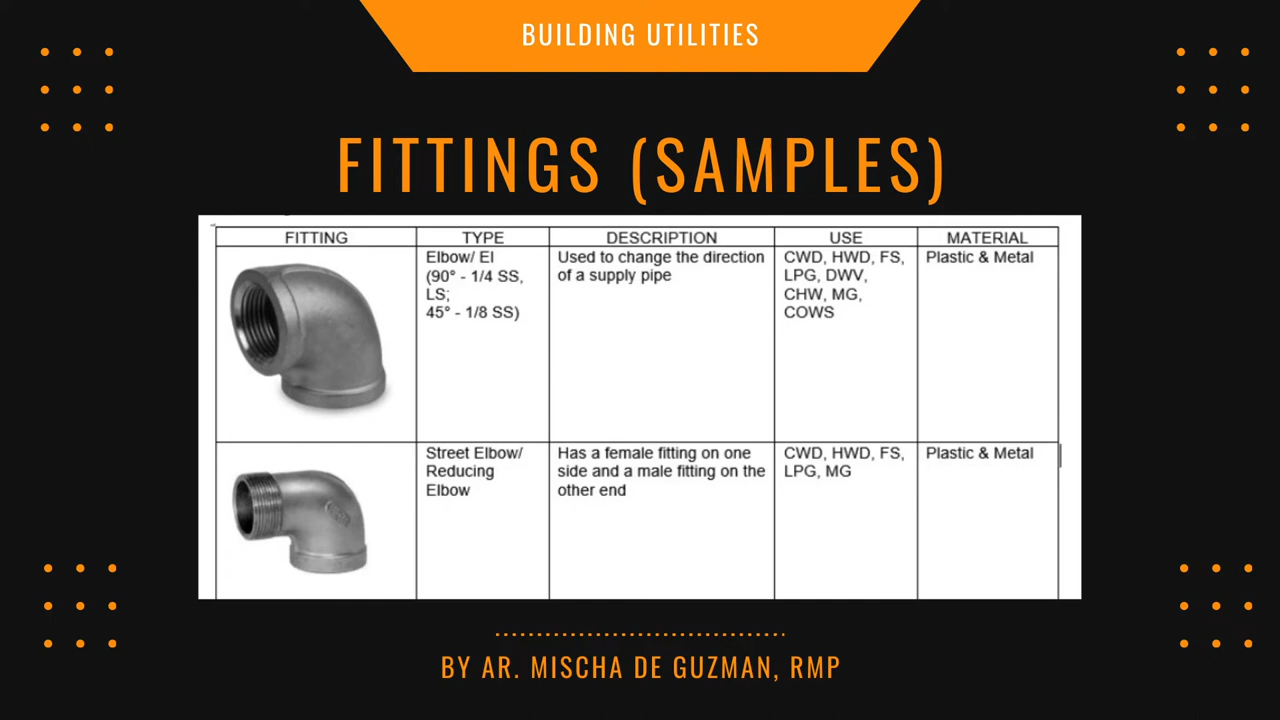 BUILDING UTILITIES
FITTINGS (SAMPLES)
FITTING TYPE DESCRIPTION USE MATERIAL
Elbow/ El
(90° - 1/4 SS,
LS;
45° - 1/8 SS)
Used to change the direction
of a supply pipe
CWD, HWD, FS,
LPG, DWV,
CHW, MG,
COWS
Plastic & Metal
Street Elbow/
Reducing
Elbow
Has a female fitting on one
side and a male fitting on the
other end
CWD, HWD, FS,
LPG, MG
Plastic & Metal
BY AR. MISCHA DE GUZMAN, RMP